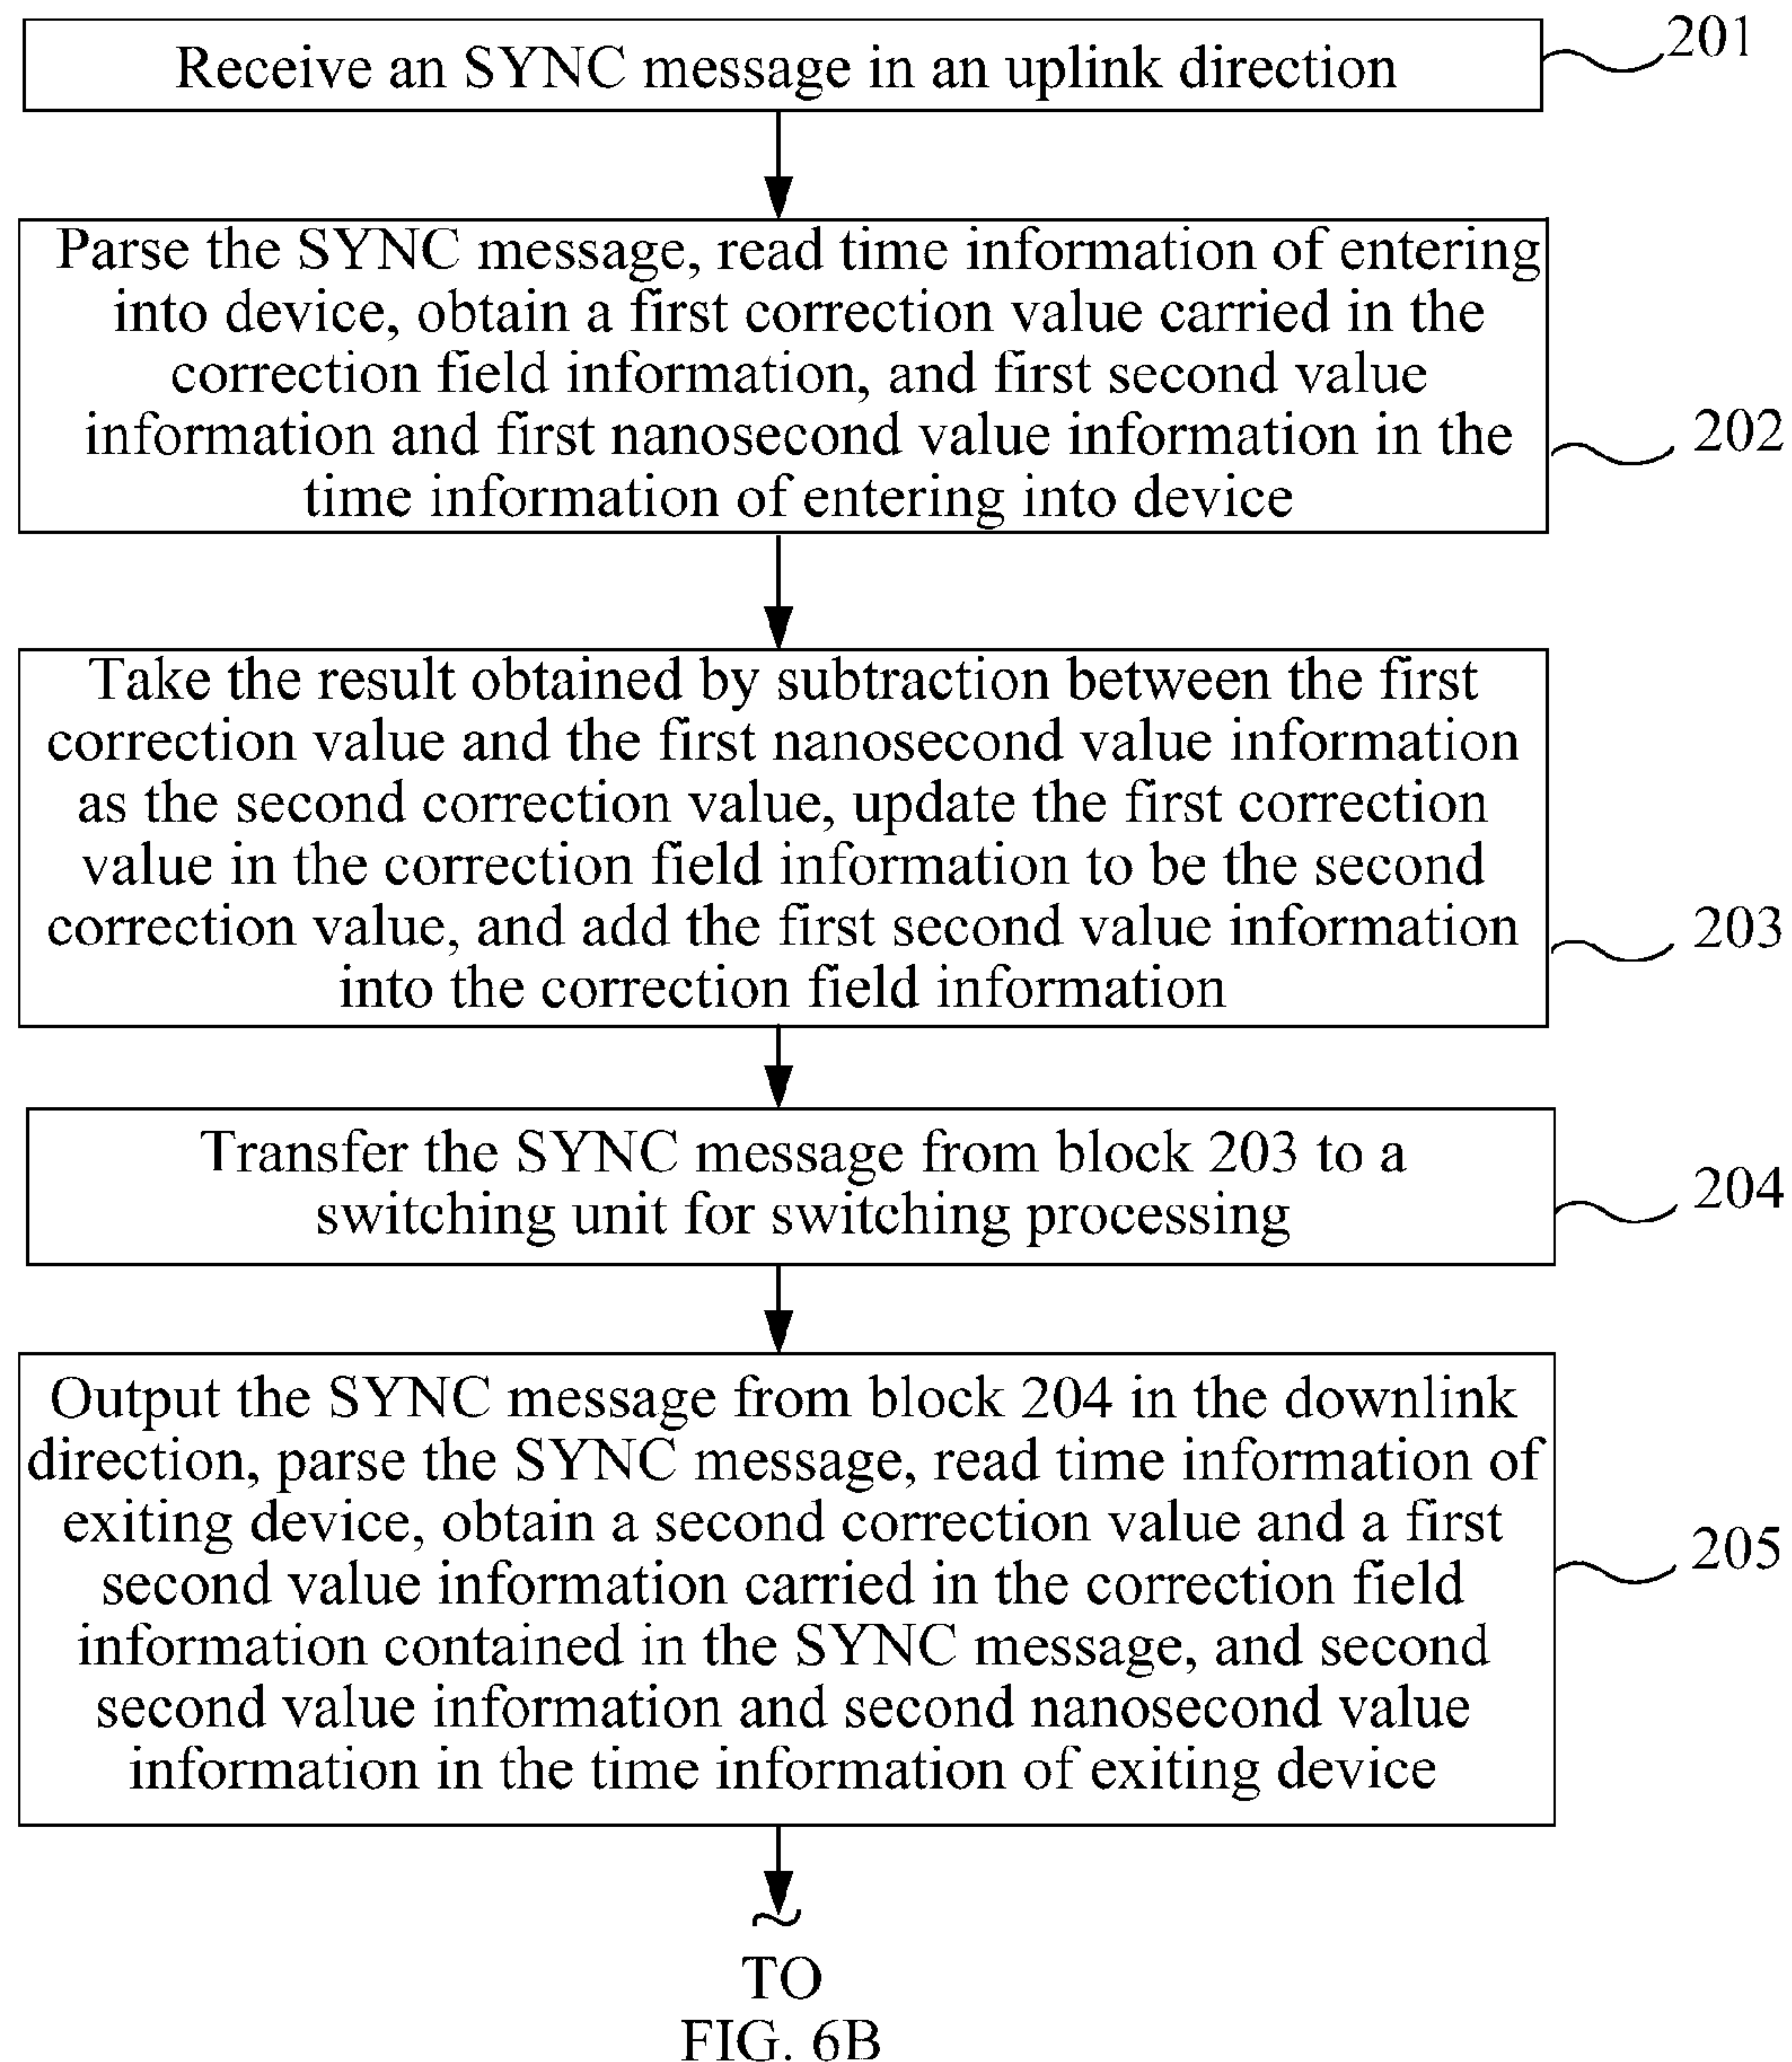 Receive an SYNC message in an uplink direction
201
Parse the SYNC message, read time information of entering
into device, obtain a first correction value carried in the
correction field information, and first second value
information and first nanosecond value information in the
time information of entering into device
202
Take the result obtained by subtraction between the first
correction value and the first nanosecond value information
as the second correction value, update the first correction
value in the correction field information to be the second
correction value, and add the first second value information
into the correction field information
203
Transfer the SYNC message from block 203 to a
switching unit for switching processing
204
Output the SYNC message from block 204 in the downlink
direction, parse the SYNC message, read time information of
exiting device, obtain a second correction value and a first
second value information carried in the correction field
information contained in the SYNC message, and second
second value information and second nanosecond value
information in the time information of exiting device
205
TO
FIG. 6B